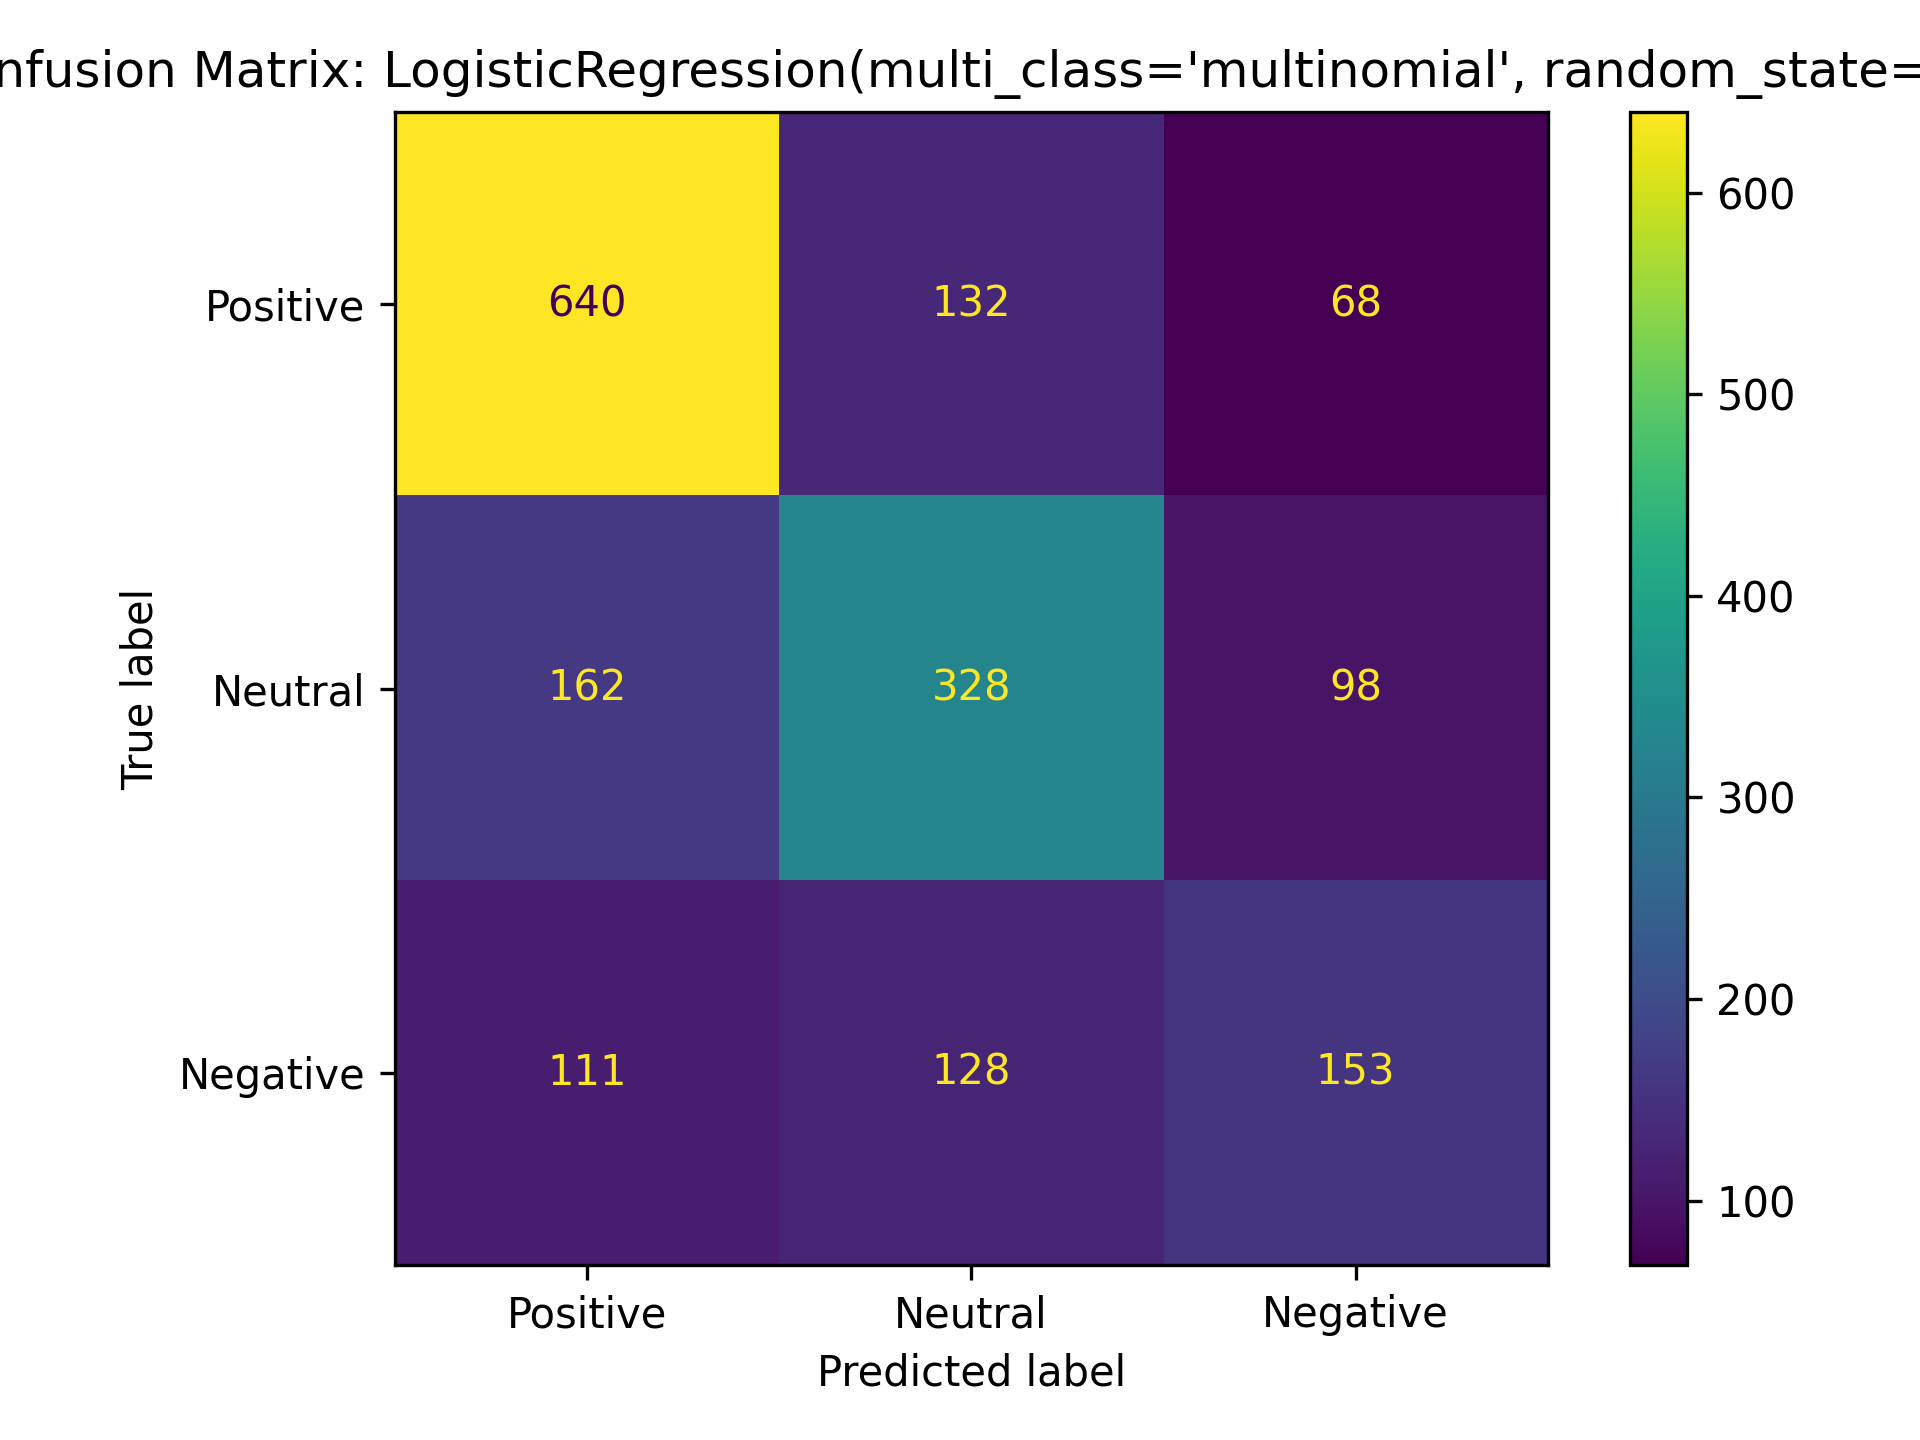 nfusion Matrix: LogisticRegression(multi_class='multinomial', random_state=
Positive 640 132 68
Neutral 162 328 98
Negative 111 128 153
Positive Neutral Negative
Predicted label
True label
600
500
400
300
200
100